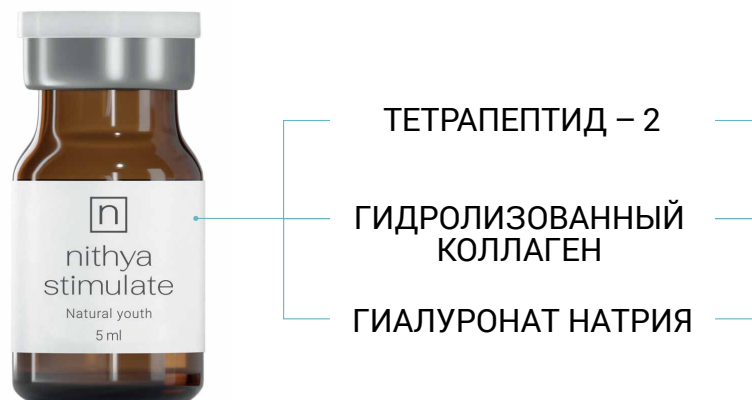 n
nithya
stimulate
Natural youth
5 ml
ТЕТРАПЕПТИД – 2
ГИДРОЛИЗОВАННЫЙ
КОЛЛАГЕН
ГИАЛУРОНАТ НАТРИЯ